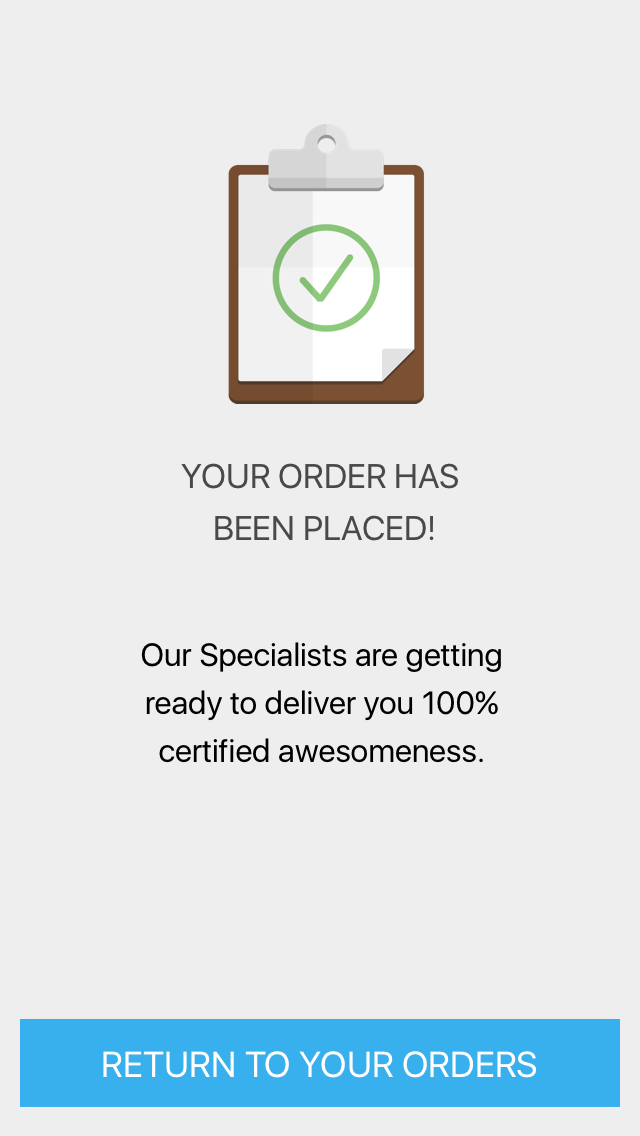 YOUR ORDER HAS
BEEN PLACED!
Our Specialists are getting
ready to deliver you 100%
certified awesomeness.
RETURN TO YOUR ORDERS